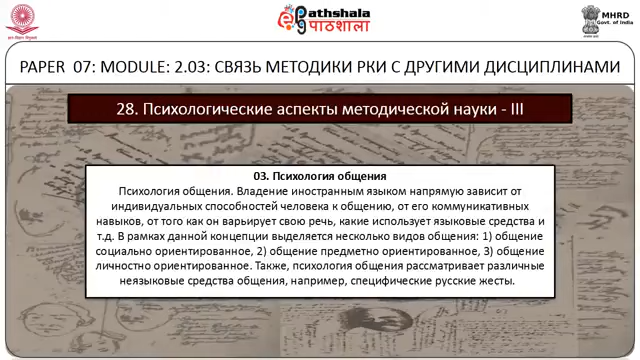 Pathshala
पाठशाला
MHRD
Govt. of India
PAPER 07: MODULE: 2.03: СВЯЗЬ МЕТОДИКИ РКИ С ДРУГИМИ ДИСЦИПЛИНАМИ
28. Психологические аспекты методической науки - III
03. Психология общения
Психология общения. Владение иностранным языком напрямую зависит от
индивидуальных способностей человека к общению, от его коммуникативных
навыков, от того как он варьирует свою речь, какие использует языковые средства и
т.д. В рамках данной концепции выделяется несколько видов общения: 1) общение
социально ориентированное, 2) общение предметно ориентированное, 3) общение
личностно ориентированное. Также, психология общения рассматривает различные
неязыковые средства общения, например, специфические русские жесты.